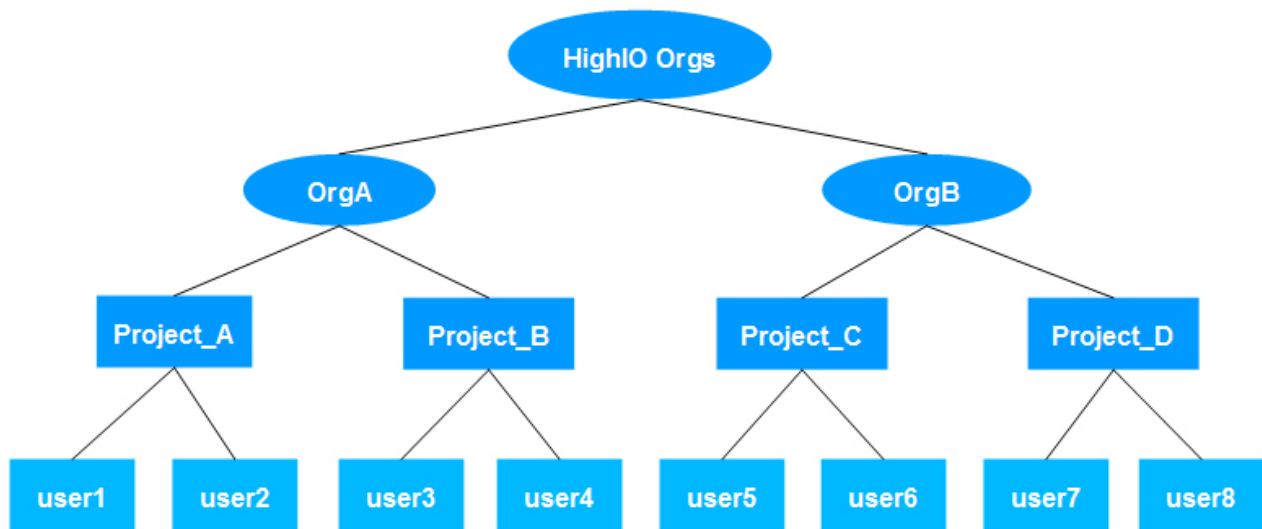 HighIO Orgs
OrgA
OrgB
Project_A
Project_B
Project_C
Project_D
user1
user2
user3
user4
user5
user6
user7
user8